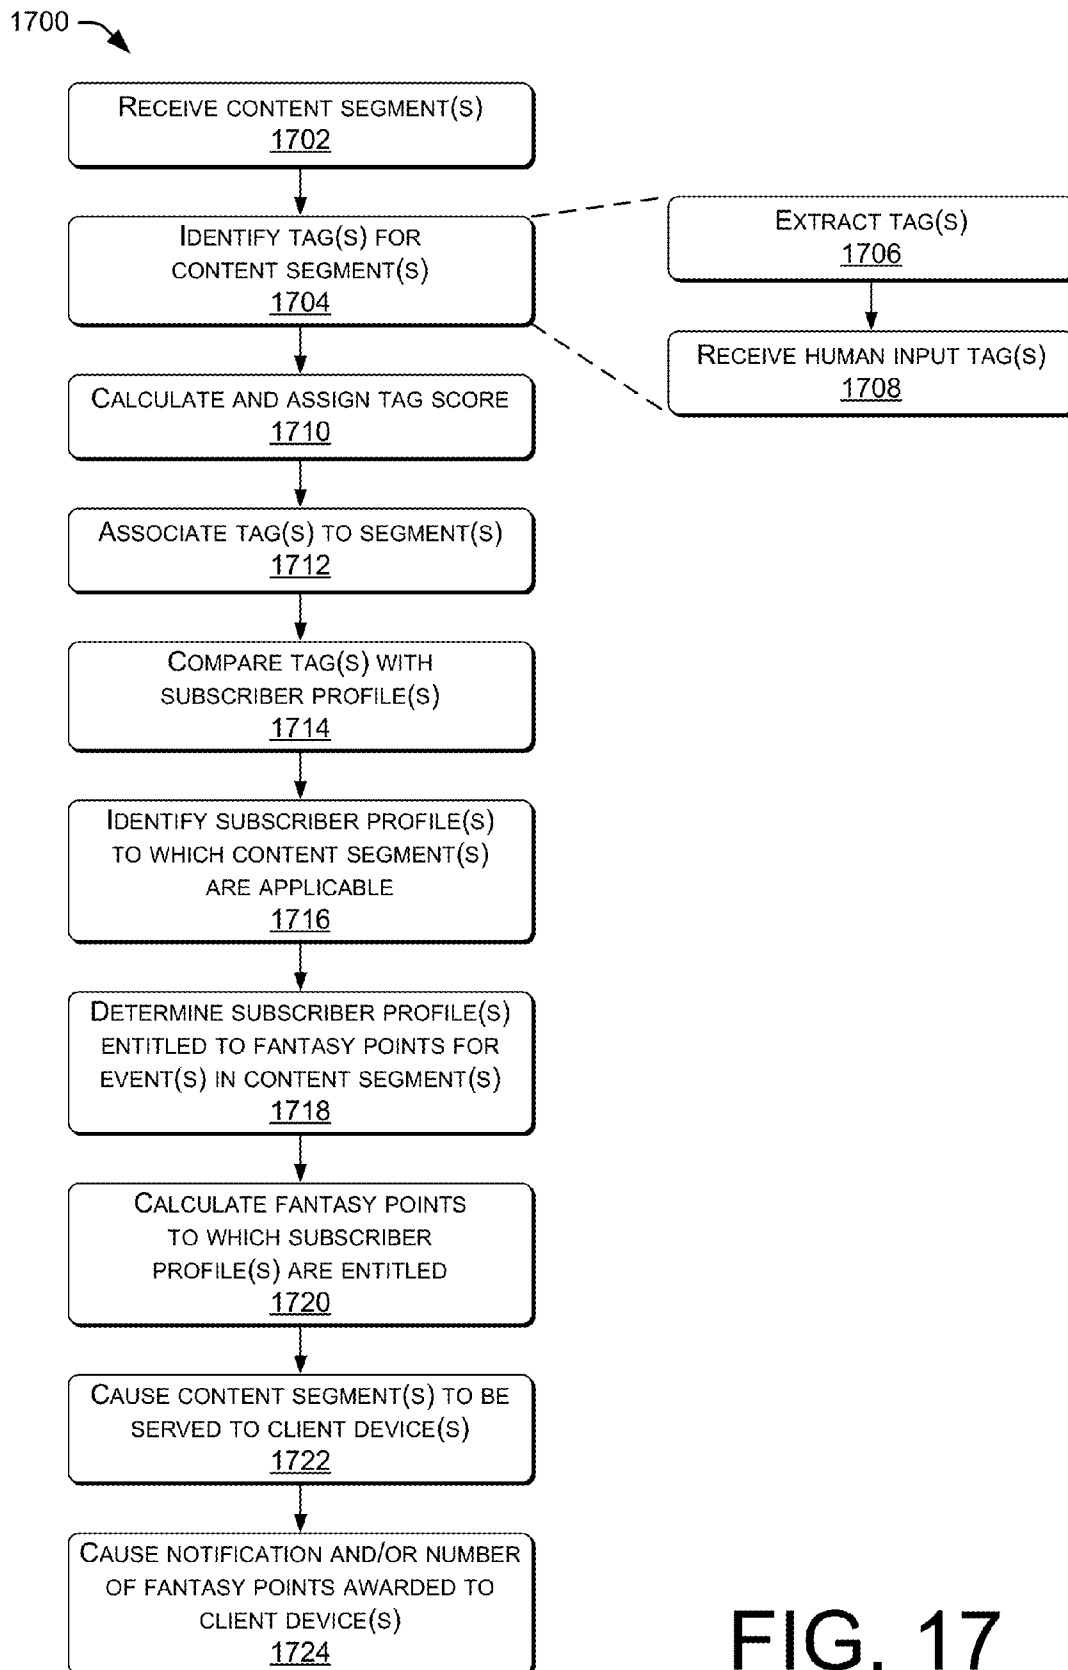 1700
RECEIVE CONTENT SEGMENT(S)
1702
IDENTIFY TAG(S) FOR
CONTENT SEGMENT(S)
1704
EXTRACT TAG(S)
1706
RECEIVE HUMAN INPUT TAG(S)
1708
CALCULATE AND ASSIGN TAG SCORE
1710
ASSOCIATE TAG(S) TO SEGMENT(S)
1712
COMPARE TAG(S) WITH
SUBSCRIBER PROFILE(S)
1714
IDENTIFY SUBSCRIBER PROFILE(S)
TO WHICH CONTENT SEGMENT(S)
ARE APPLICABLE
1716
DETERMINE SUBSCRIBER PROFILE(S)
ENTITLED TO FANTASY POINTS FOR
EVENT(S) IN CONTENT SEGMENT(S)
1718
CALCULATE FANTASY POINTS
TO WHICH SUBSCRIBER
PROFILE(S) ARE ENTITLED
1720
CAUSE CONTENT SEGMENT(S) TO BE
SERVED TO CLIENT DEVICE(S)
1722
CAUSE NOTIFICATION AND/OR NUMBER
OF FANTASY POINTS AWARDED TO
CLIENT DEVICE(S)
1724
FIG. 17